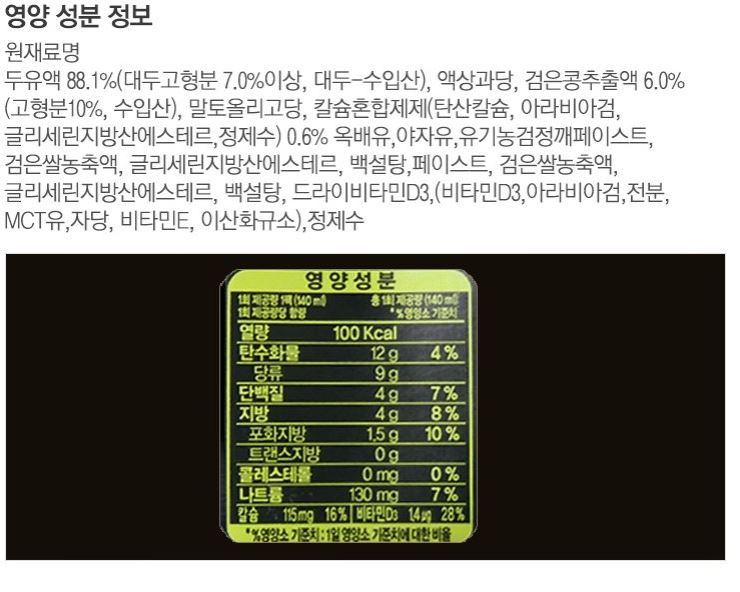 영양 성분 정보
원재료명
두유액 88.1%(대두고형분 7.0%이상, 대두-수입산), 액상과당, 검은콩추출액 6.0%
(고형분10%, 수입산), 말토올리고당, 칼슘혼합제제(탄산칼슘, 아라비아검,
글리세린지방산에스테르,정제수) 0.6% 옥배유,야자유,유기농검정깨페이스트,
검은쌀농축액, 글리세린지방산에스테르, 백설탕,페이스트, 검은쌀농축액,
글리세린지방산에스테르, 백설탕, 드라이비타민D3,(비타민D3,아라비아검,전분,
MCT유,자당, 비타민E, 이산화규소),정제수
영양성분
1회 제공량 1팩 (140 ml) 총 1회 제공량 (140 ml)
1회 제공량당 함량 *%영양소 기준치
열량 100 Kcal
탄수화물 12 g 4 %
당류 9 g
단백질 4 g 7 %
지방 4 g 8 %
포화지방 1.5 g 10 %
트랜스지방 0 g
콜레스테롤 0 mg 0 %
나트륨 130 mg 7 %
칼슘 115mg 16% | 비타민D3 1.4㎍ 28%
*%영양소 기준치 : 1일 영양소 기준치에 대한 비율